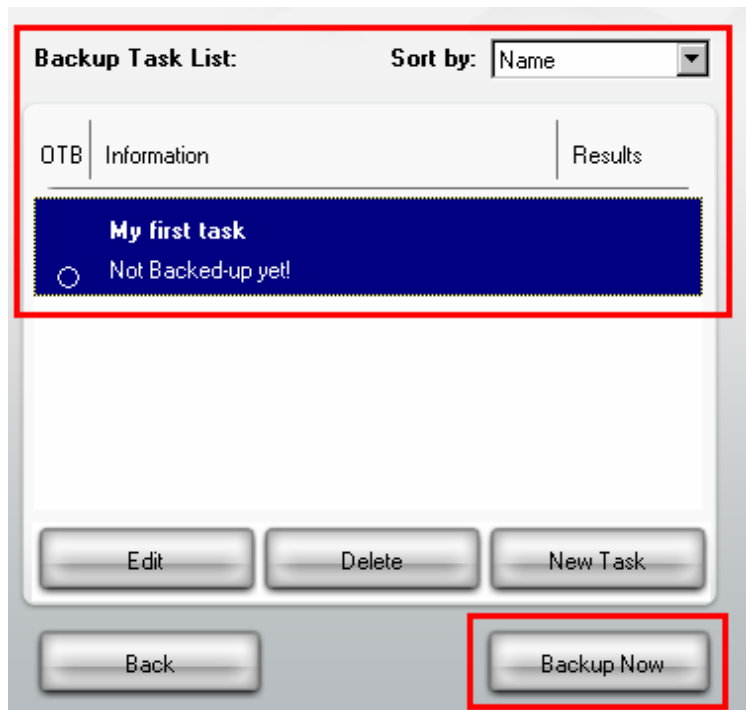 Backup Task List: Sort by: Name
OTB Information Results
My first task
Not Backed-up yet!
Edit Delete New Task
Back Backup Now